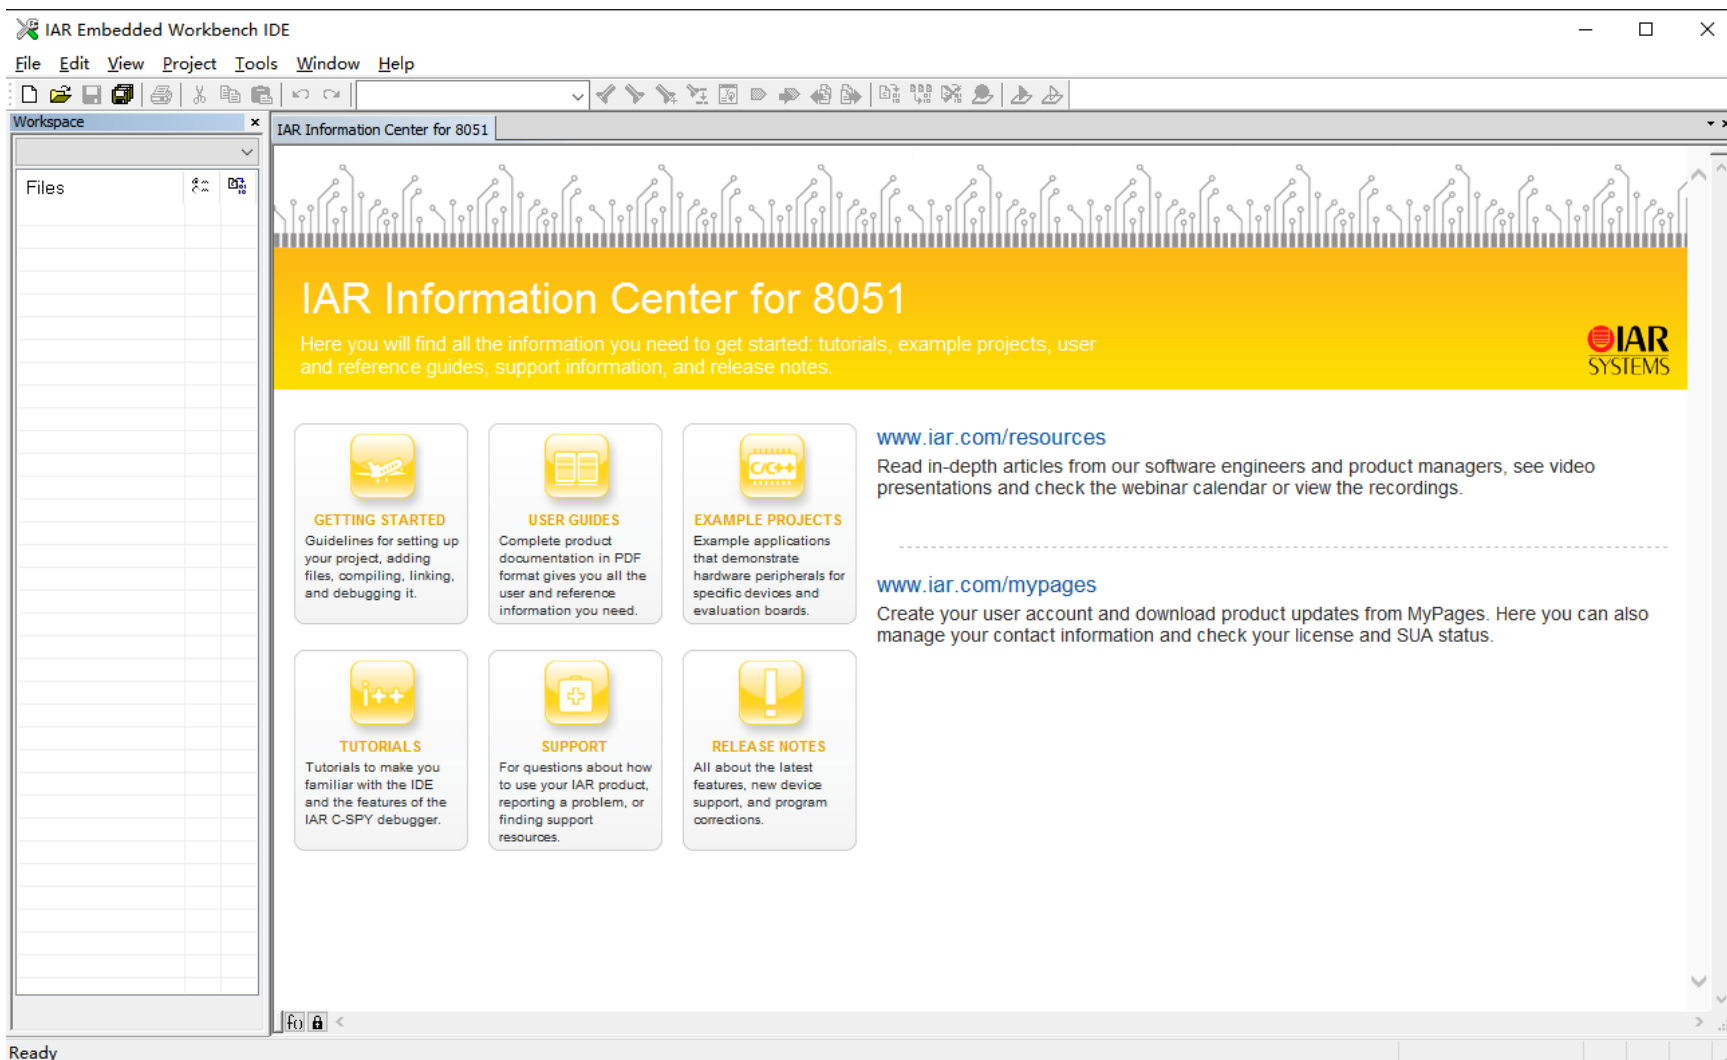 IAR Embedded Workbench IDE
File Edit View Project Tools Window Help
Workspace
IAR Information Center for 8051
Files
IAR Information Center for 8051
Here you will find all the information you need to get started: tutorials, example projects, user
and reference guides, support information, and release notes.
IAR
SYSTEMS
GETTING STARTED
Guidelines for setting up
your project, adding
files, compiling, linking,
and debugging it.
USER GUIDES
Complete product
documentation in PDF
format gives you all the
user and reference
information you need.
C/C++
EXAMPLE PROJECTS
Example applications
that demonstrate
hardware peripherals for
specific devices and
evaluation boards.
www.iar.com/resources
Read in-depth articles from our software engineers and product managers, see video
presentations and check the webinar calendar or view the recordings.
www.iar.com/mypages
Create your user account and download product updates from MyPages. Here you can also
manage your contact information and check your license and SUA status.
i++
TUTORIALS
Tutorials to make you
familiar with the IDE
and the features of the
IAR C-SPY debugger.
SUPPORT
For questions about how
to use your IAR product,
reporting a problem, or
finding support
resources.
RELEASE NOTES
All about the latest
features, new device
support, and program
corrections.
f()
Ready